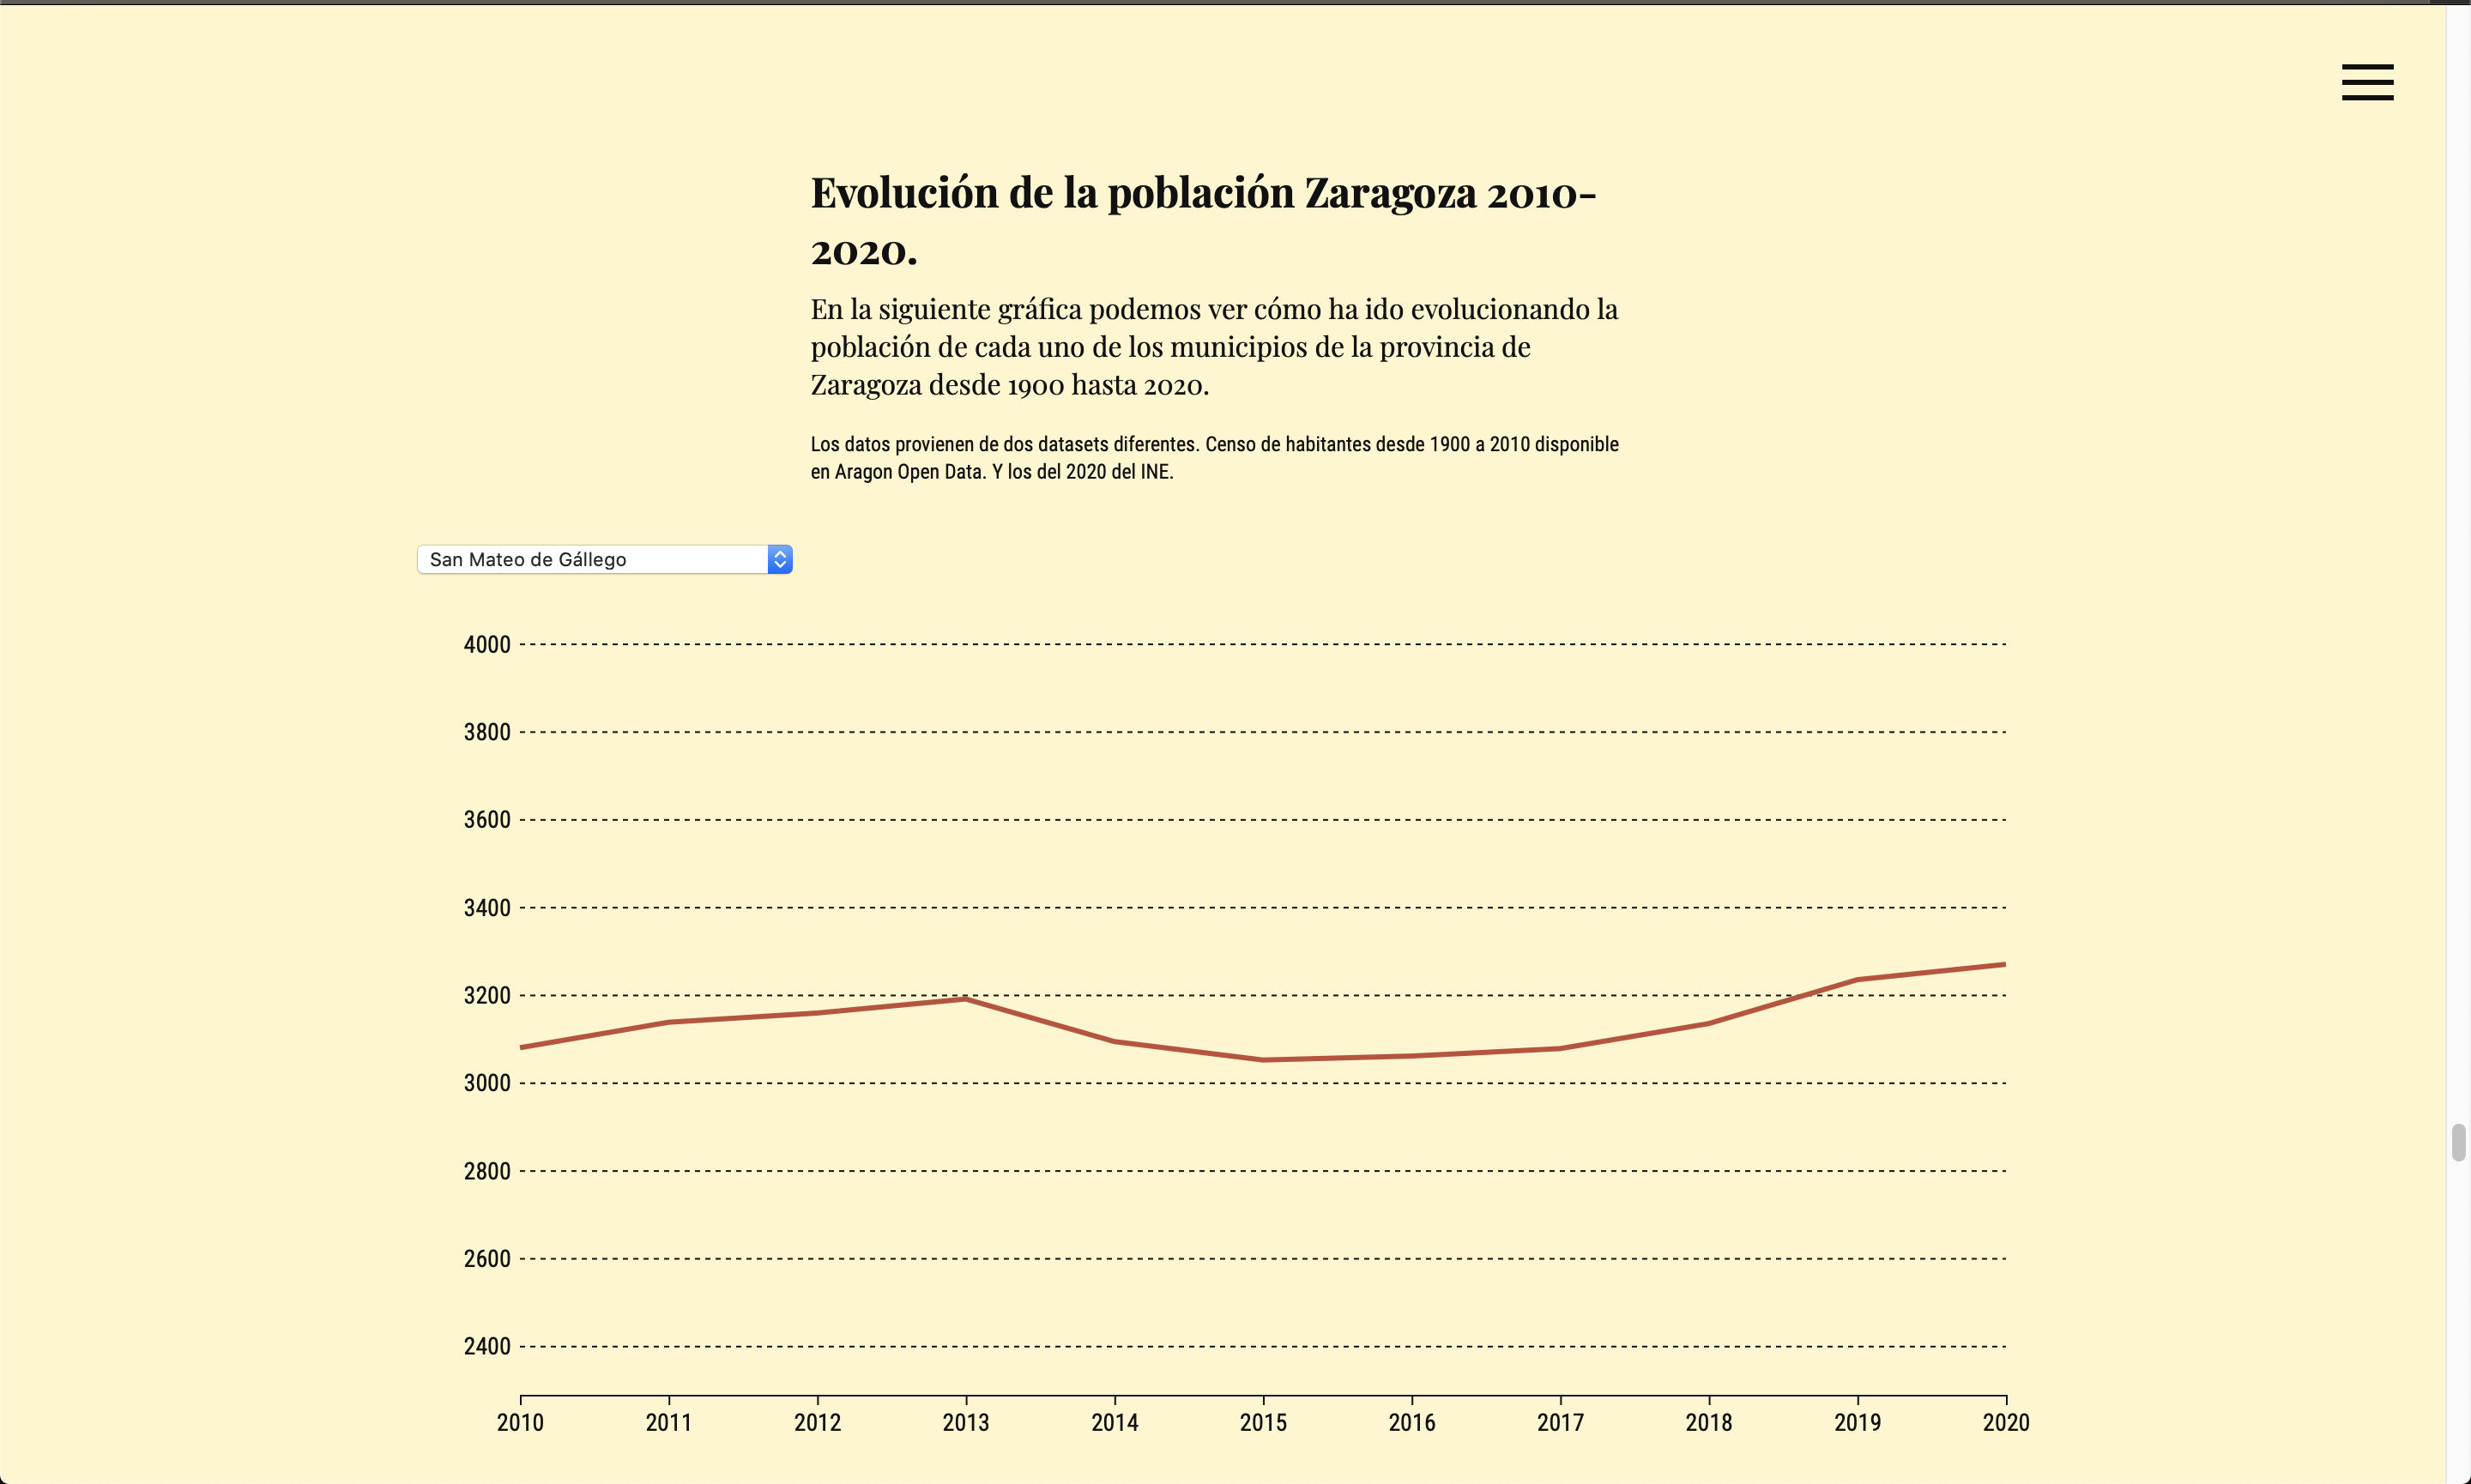 Evolución de la población Zaragoza 2010-
2020.
En la siguiente gráfica podemos ver cómo ha ido evolucionando la
población de cada uno de los municipios de la provincia de
Zaragoza desde 1900 hasta 2020.
Los datos provienen de dos datasets diferentes. Censo de habitantes desde 1900 a 2010 disponible
en Aragon Open Data. Y los del 2020 del INE.
San Mateo de Gállego
4000
3800
3600
3400
3200
3000
2800
2600
2400
2010 2011 2012 2013 2014 2015 2016 2017 2018 2019 2020